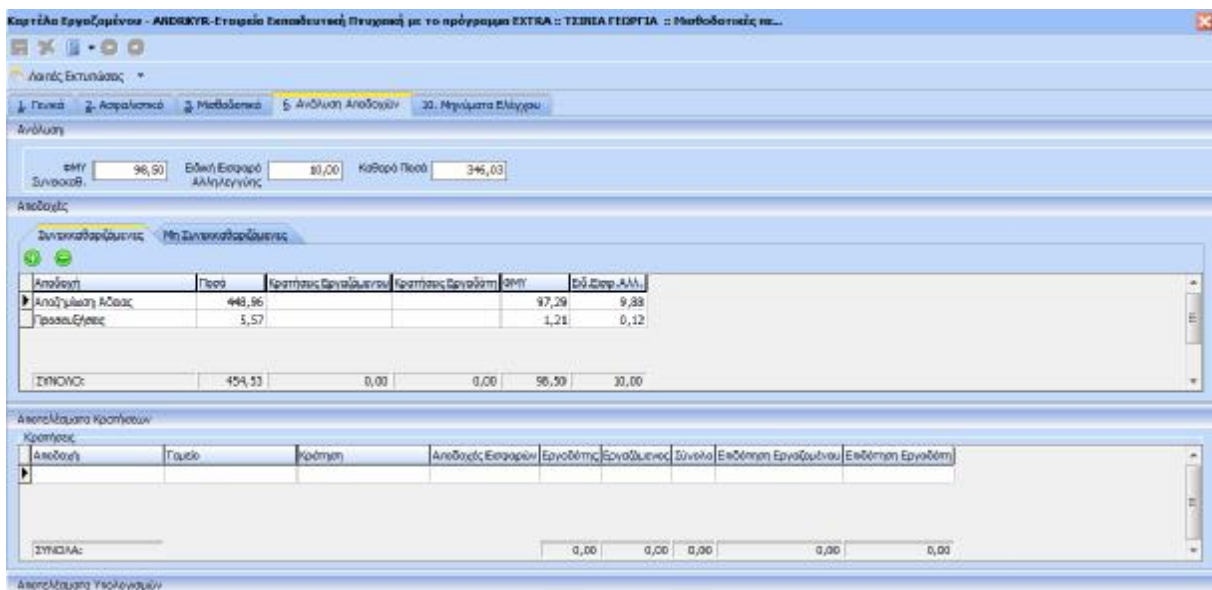 Καρτέλα Εργαζομένου - ANDRKYR-Εταιρεία Εκπαιδευτική Πτυχιακή με το πρόγραμμα EXTRA :: ΤΣΙΝΙΑ ΓΕΩΡΓΙΑ :: Μισθοδοτικές πε...
Λοιπές Εκτυπώσεις
1. Γενικά 2. Ασφαλιστικά 3. Μισθοδοτικά 6. Ανάλυση Αποδοχών 10. Μηνύματα Ελέγχου
Ανάλυση
ΦΜΥ Συνεκκαθ. 98,50 Ειδική Εισφορά Αλληλεγγύης 10,00 Καθαρό Ποσό 346,03
Αποδοχές
Συνεκκαθαριζόμενες Μη Συνεκκαθαριζόμενες
Αποδοχή Ποσό Κρατήσεις Εργαζόμενου Κρατήσεις Εργοδότη ΦΜΥ Ειδ.Εισφ.Αλλ.
Αποζημίωση Αδειας 448,96 97,29 9,88
Προσαυξήσεις 5,57 1,21 0,12
ΣΥΝΟΛΟ: 454,53 0,00 0,00 98,50 10,00
Αποτελέσματα Κρατήσεων
Κρατήσεις
Αποδοχή Ταμείο Κράτηση Αποδοχές Εισφορών Εργοδότης Εργαζόμενος Σύνολο Επιδότηση Εργαζομένου Επιδότηση Εργοδότη
ΣΥΝΟΛΑ: 0,00 0,00 0,00 0,00 0,00
Αποτελέσματα Υπολογισμών